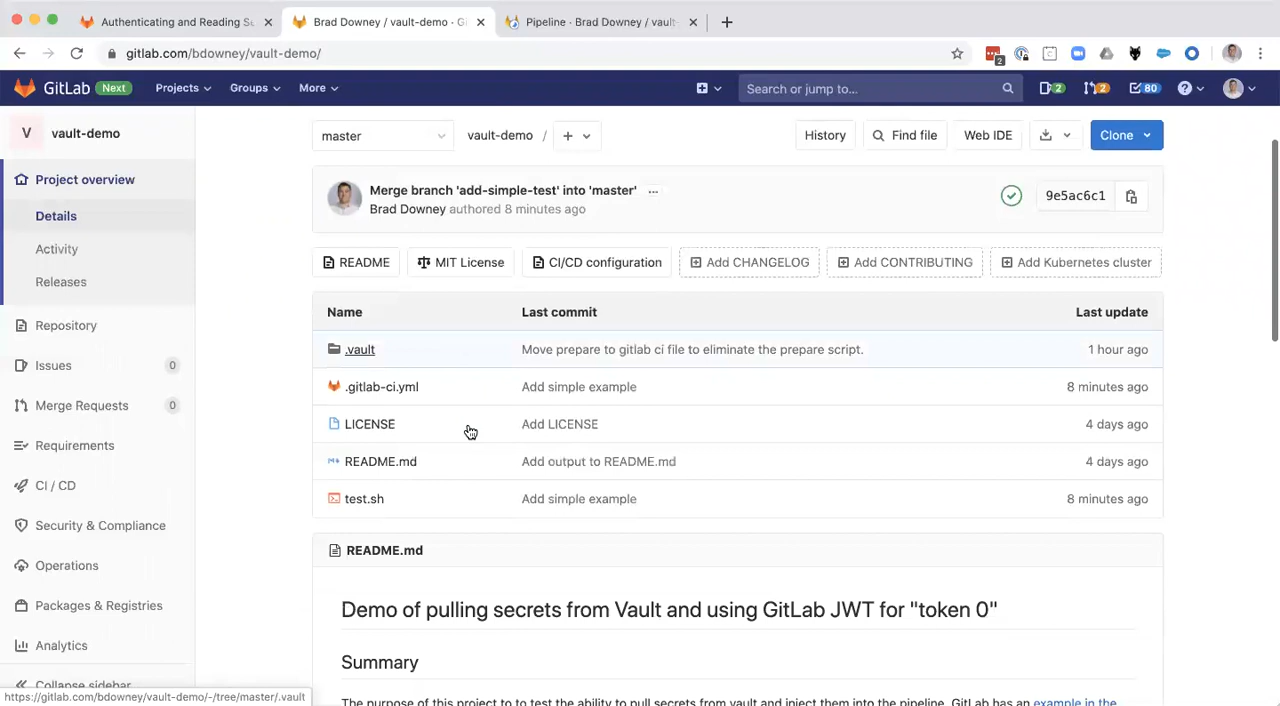 Authenticating and Reading Se
Brad Downey / vault-demo · G
Pipeline · Brad Downey / vault-
gitlab.com/bdowney/vault-demo/
2
GitLab Next Projects Groups More Search or jump to... 2 2 80
V vault-demo
Project overview
Details
Activity
Releases
Repository
Issues 0
Merge Requests 0
Requirements
CI / CD
Security & Compliance
Operations
Packages & Registries
Analytics
Collapse sidebar
master vault-demo / + History Find file Web IDE Clone
Merge branch 'add-simple-test' into 'master' ...
Brad Downey authored 8 minutes ago
9e5ac6c1
README MIT License CI/CD configuration Add CHANGELOG Add CONTRIBUTING Add Kubernetes cluster
Name Last commit Last update
.vault Move prepare to gitlab ci file to eliminate the prepare script. 1 hour ago
.gitlab-ci.yml Add simple example 8 minutes ago
LICENSE Add LICENSE 4 days ago
README.md Add output to README.md 4 days ago
test.sh Add simple example 8 minutes ago
README.md
Demo of pulling secrets from Vault and using GitLab JWT for "token 0"
Summary
The purpose of this project to to test the ability to pull secrets from vault and inject them into the pipeline. GitLab has an example in the
https://gitlab.com/bdowney/vault-demo/-/tree/master/.vault